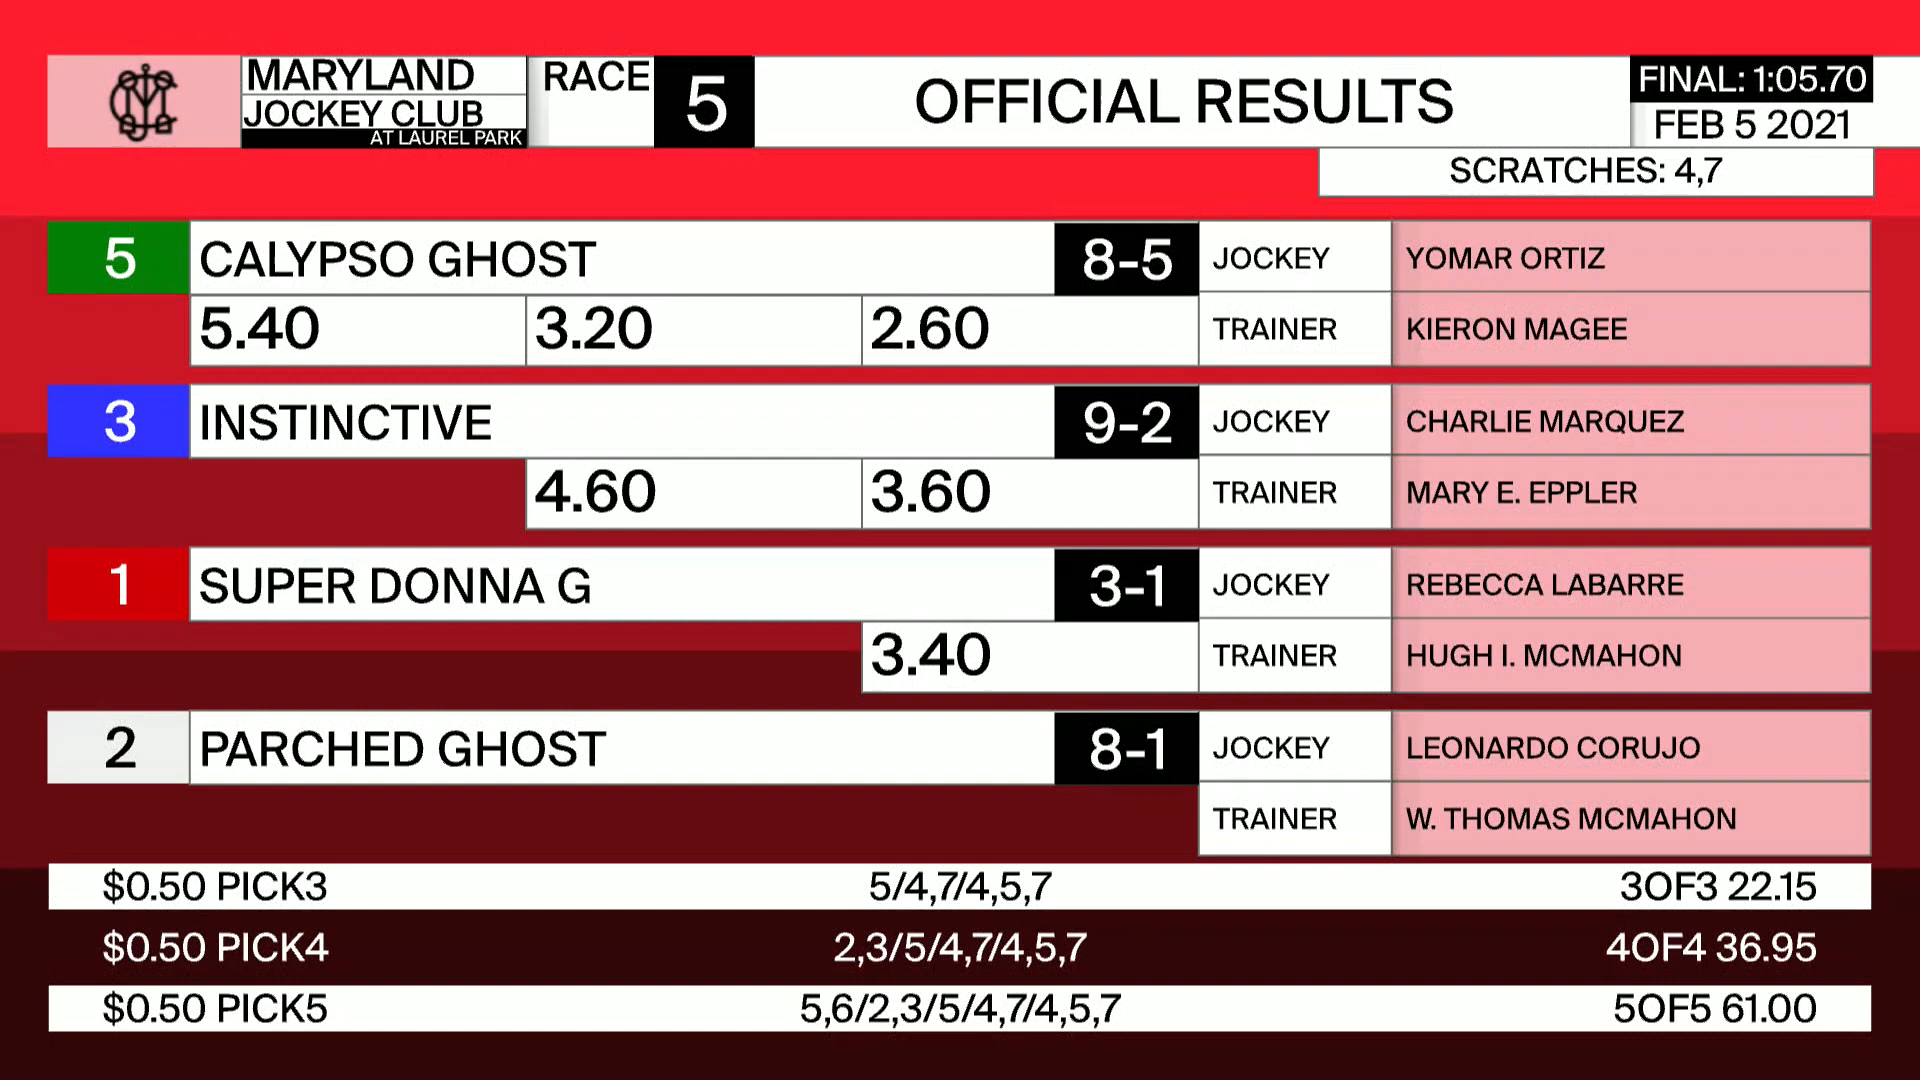 MARYLAND
JOCKEY CLUB
AT LAUREL PARK
RACE 5
OFFICIAL RESULTS
FINAL: 1:05.70
FEB 5 2021
SCRATCHES: 4,7
5 CALYPSO GHOST 8-5 JOCKEY YOMAR ORTIZ
5.40 3.20 2.60 TRAINER KIERON MAGEE
3 INSTINCTIVE 9-2 JOCKEY CHARLIE MARQUEZ
4.60 3.60 TRAINER MARY E. EPPLER
1 SUPER DONNA G 3-1 JOCKEY REBECCA LABARRE
3.40 TRAINER HUGH I. MCMAHON
2 PARCHED GHOST 8-1 JOCKEY LEONARDO CORUJO
TRAINER W. THOMAS MCMAHON
$0.50 PICK3 5/4,7/4,5,7 3OF3 22.15
$0.50 PICK4 2,3/5/4,7/4,5,7 4OF4 36.95
$0.50 PICK5 5,6/2,3/5/4,7/4,5,7 5OF5 61.00